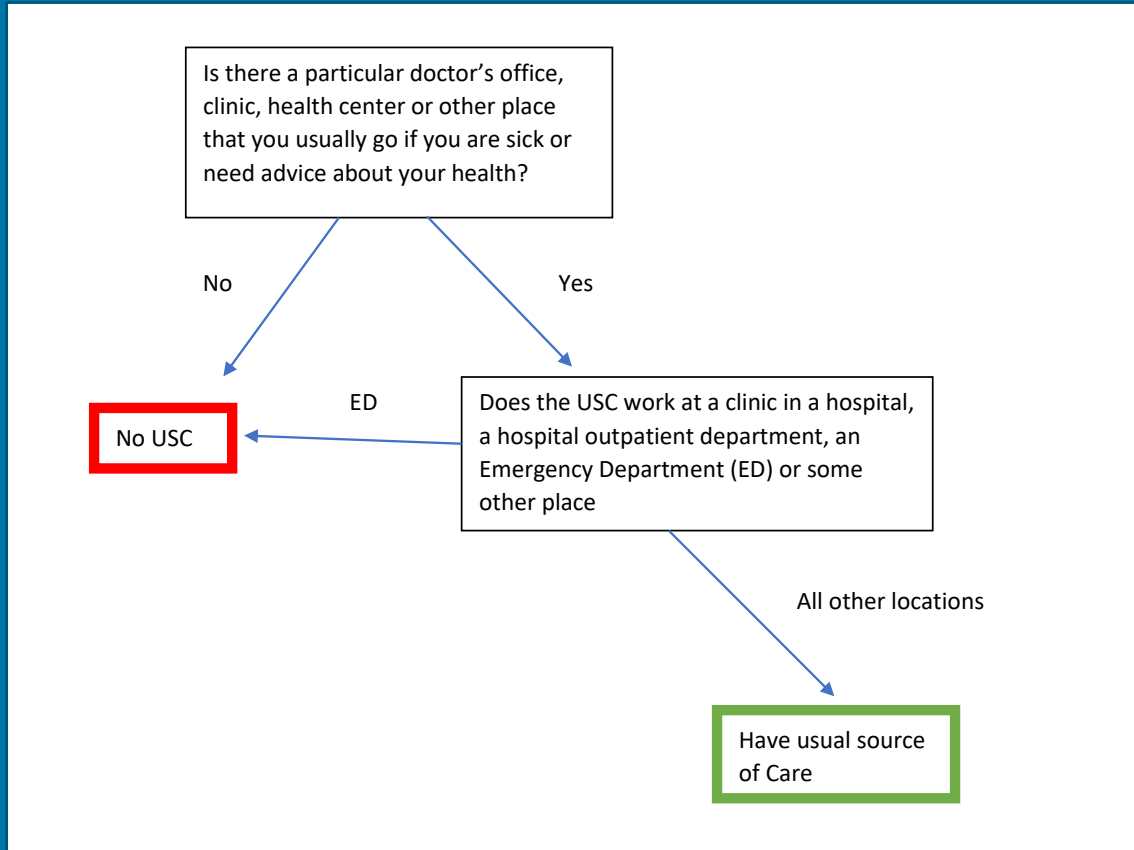 Is there a particular doctor’s office,
clinic, health center or other place
that you usually go if you are sick or
need advice about your health?
No
Yes
ED
No USC
Does the USC work at a clinic in a hospital,
a hospital outpatient department, an
Emergency Department (ED) or some
other place
All other locations
Have usual source
of Care